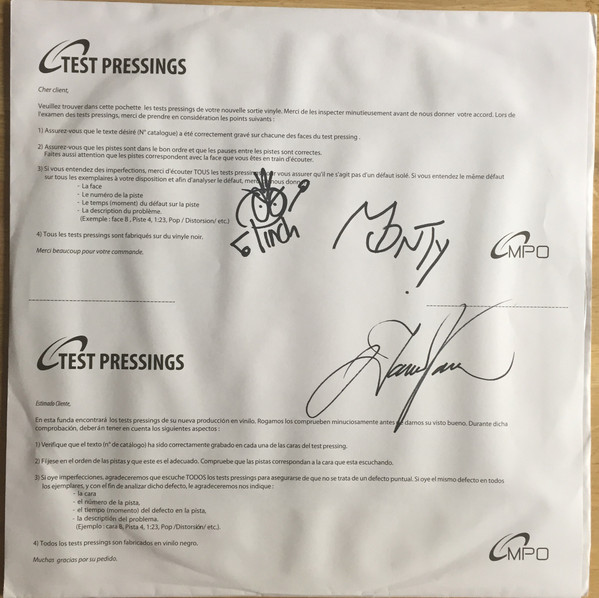 TEST PRESSINGS
Cher client,
Veuillez trouver dans cette pochette les tests pressings de votre nouvelle sortie vinyle. Merci de les inspecter minutieusement avant de nous donner votre accord. Lors de
l'examen des tests pressings, merci de prendre en considération les points suivants :
1) Assurez-vous que le texte désiré (N° catalogue) a été correctement gravé sur chacune des faces du test pressing.
2) Assurez-vous que les pistes sont dans le bon ordre et que les pauses entre les pistes sont correctes.
Faites aussi attention que les pistes correspondent avec la face que vous êtes en train d'écouter.
3) Si vous entendez des imperfections, merci d'écouter TOUS les tests pressing vous assurer qu'il ne s'agit pas d'un défaut isolé. Si vous entendez le même défaut
sur tous les exemplaires à votre disposition et afin d'analyser le défaut, nous
- La face
- Le numéro de la piste
- Le temps (moment) du défaut sur la piste
- La description du problème.
(Exemple : face B, Piste 4, 1:23, Pop / Distorsion/ etc.)
4) Tous les tests pressings sont fabriqués sur du vinyle noir.
Merci beaucoup pour votre commande.
Finch
MONTY
MPO
TEST PRESSINGS
Estimado Cliente,
En esta funda encontrará los tests pressings de su nueva producción en vinilo. Rogamos los comprueben minuciosamente antes de darnos su visto bueno. Durante dicha
comprobación, deberán tener en cuenta los siguientes aspectos :
1) Verifique que el texto (n° de catálogo) ha sido correctamente grabado en cada una de las caras del test pressing.
2) Fíjese en el orden de las pistas y que este es el adecuado. Compruebe que las pistas correspondan a la cara que esta escuchando.
3) Si oye imperfecciones, agradeceremos que escuche TODOS los tests pressings para asegurarse de que no se trata de un defecto puntual. Si oye el mismo defecto en todos
los ejemplares, y con el fin de analizar dicho defecto, le agradeceremos nos indique :
- la cara
- el número de la pista,
- el tiempo (momento) del defecto en la pista,
- la descripción del problema.
(Ejemplo : cara B, Pista 4, 1:23, Pop /Distorsión/ etc.).
4) Todos los tests pressings son fabricados en vinilo negro.
Muchas gracias por su pedido.
MPO